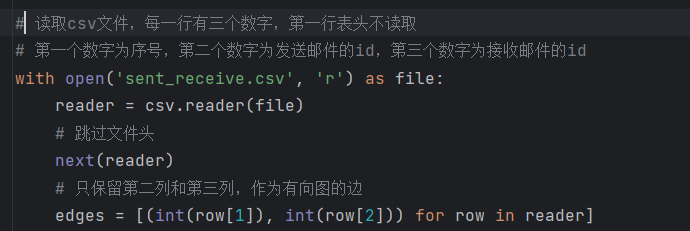 # 读取csv文件，每一行有三个数字，第一行表头不读取
# 第一个数字为序号，第二个数字为发送邮件的id，第三个数字为接收邮件的id
with open('sent_receive.csv', 'r') as file:
    reader = csv.reader(file)
    # 跳过文件头
    next(reader)
    # 只保留第二列和第三列，作为有向图的边
    edges = [(int(row[1]), int(row[2])) for row in reader]